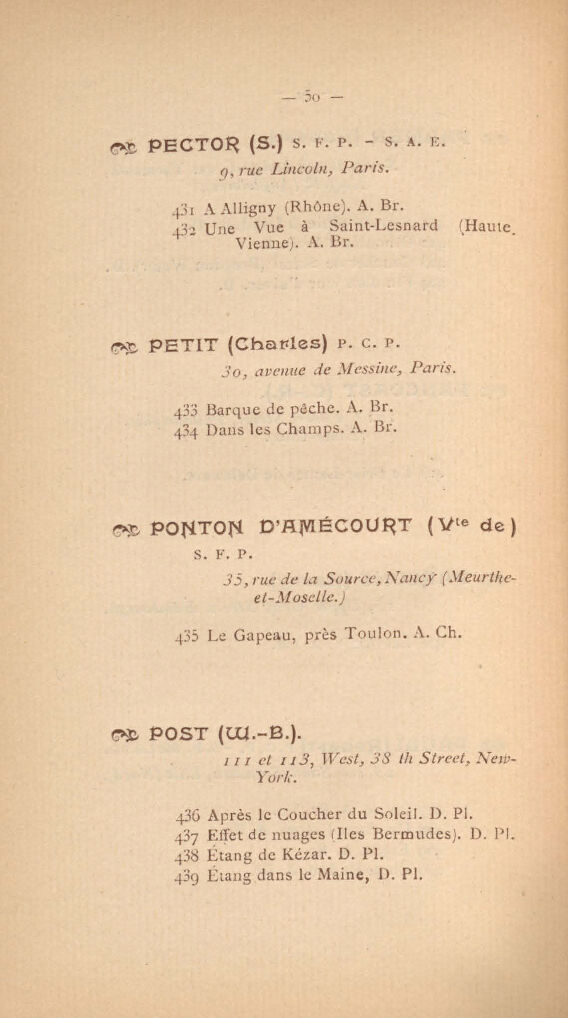 — 50 —
PECTOR (S.) S. F. P. - S. A. E.
9, rue Lincoln, Paris.
431 A Alligny (Rhône). A. Br.
432 Une Vue à Saint-Lesnard (Haute
Vienne). A. Br.
PETIT (Charles) P. C. P.
30, avenue de Messine, Paris.
433 Barque de pêche. A. Br.
434 Dans les Champs. A. Br.
PONTON D'AMÉCOURT (Vte de)
S. F. P.
35, rue de la Source, Nancy (Meurthe-
et-Moselle.)
435 Le Gapeau, près Toulon. A. Ch.
POST (W.-B.).
111 et 113, West, 38 th Street, New-
York.
436 Après le Coucher du Soleil. D. Pl.
437 Effet de nuages (Iles Bermudes). D. Pl.
438 Étang de Kézar. D. Pl.
439 Étang dans le Maine, D. Pl.